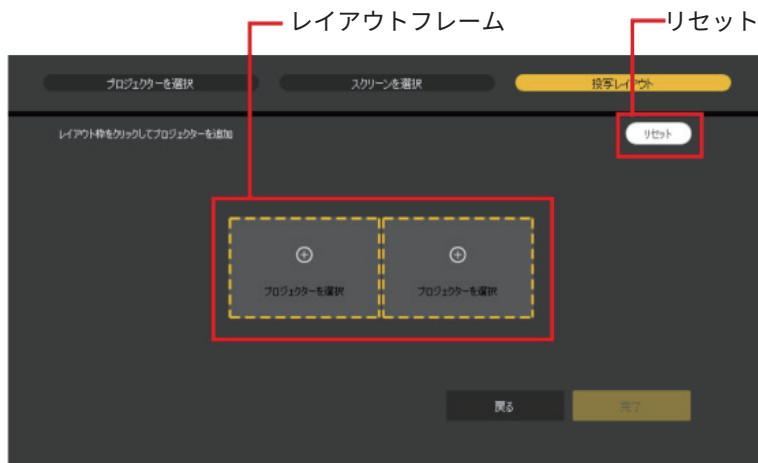 レイアウトフレーム
リセット
プロジェクターを選択
スクリーンを選択
投写レイアウト
レイアウト枠をクリックしてプロジェクターを追加
リセット
プロジェクターを選択
プロジェクターを選択
戻る
完了